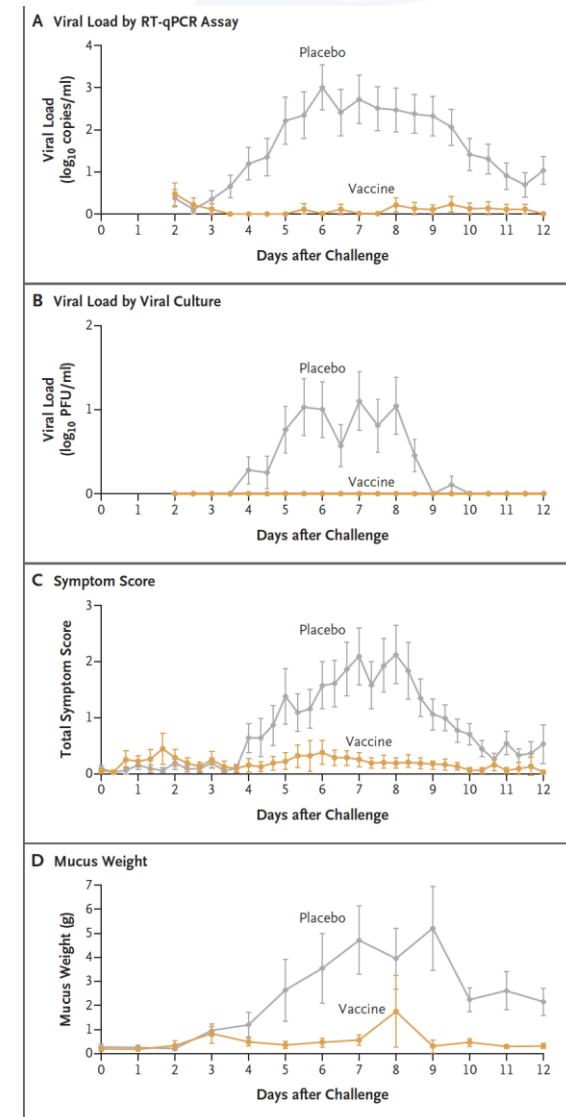 A Viral Load by RT-qPCR Assay
Viral Load
(log10 copies/ml)
4
3
2
1
0
Placebo
Vaccine
0 1 2 3 4 5 6 7 8 9 10 11 12
Days after Challenge
B Viral Load by Viral Culture
Viral Load
(log10 PFU/ml)
2
1
0
Placebo
Vaccine
0 1 2 3 4 5 6 7 8 9 10 11 12
Days after Challenge
C Symptom Score
Total Symptom Score
3
2
1
0
Placebo
Vaccine
0 1 2 3 4 5 6 7 8 9 10 11 12
Days after Challenge
D Mucus Weight
Mucus Weight (g)
7
6
5
4
3
2
1
0
Placebo
Vaccine
0 1 2 3 4 5 6 7 8 9 10 11 12
Days after Challenge